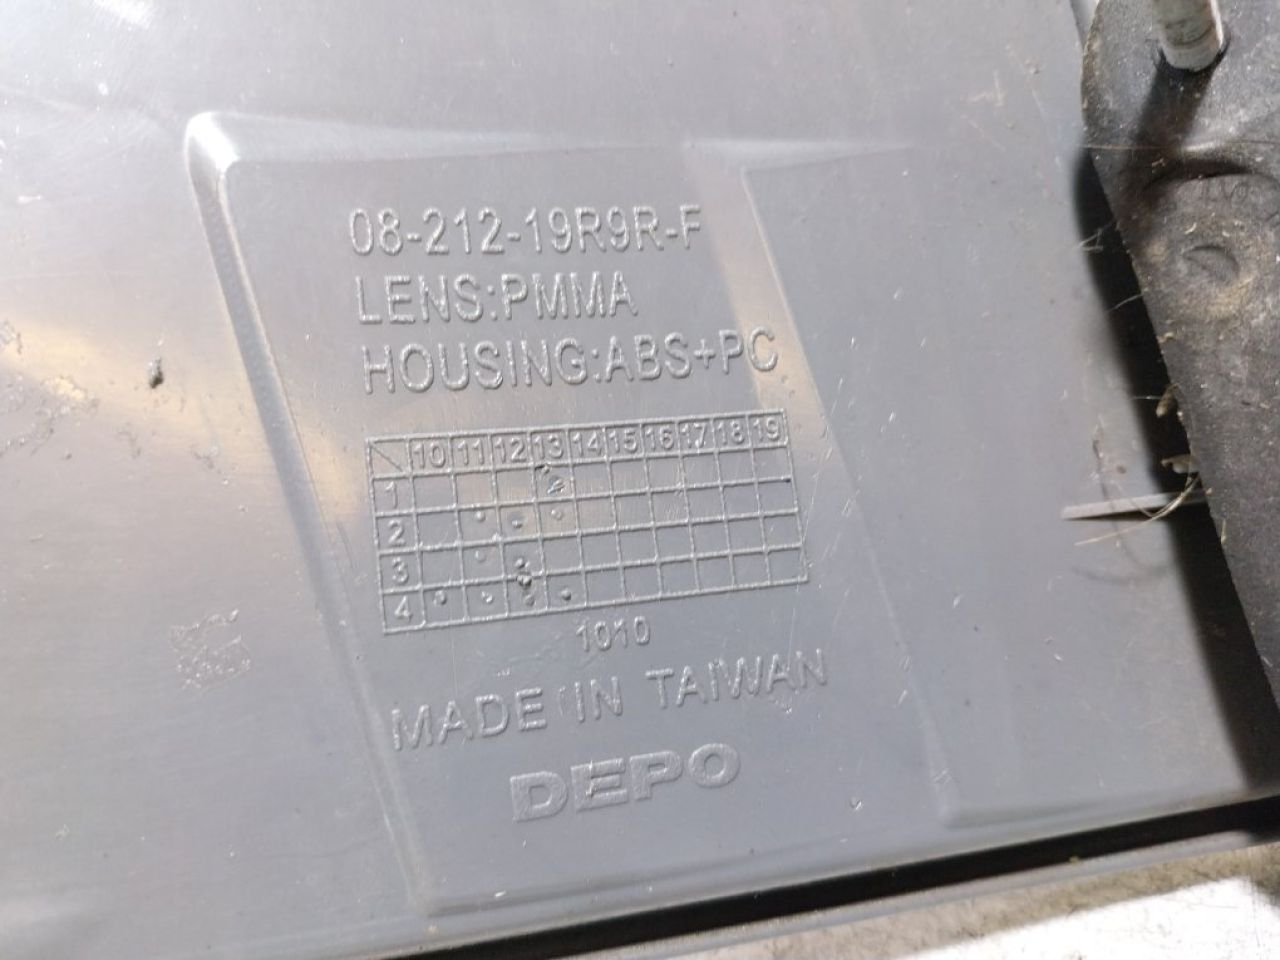 08-212-19R9R-F
LENS:PMMA
HOUSING:ABS+PC
10 11 12 13 14 15 16 17 18 19
1
2
3
4
1010
MADE IN TAIWAN
DEPO